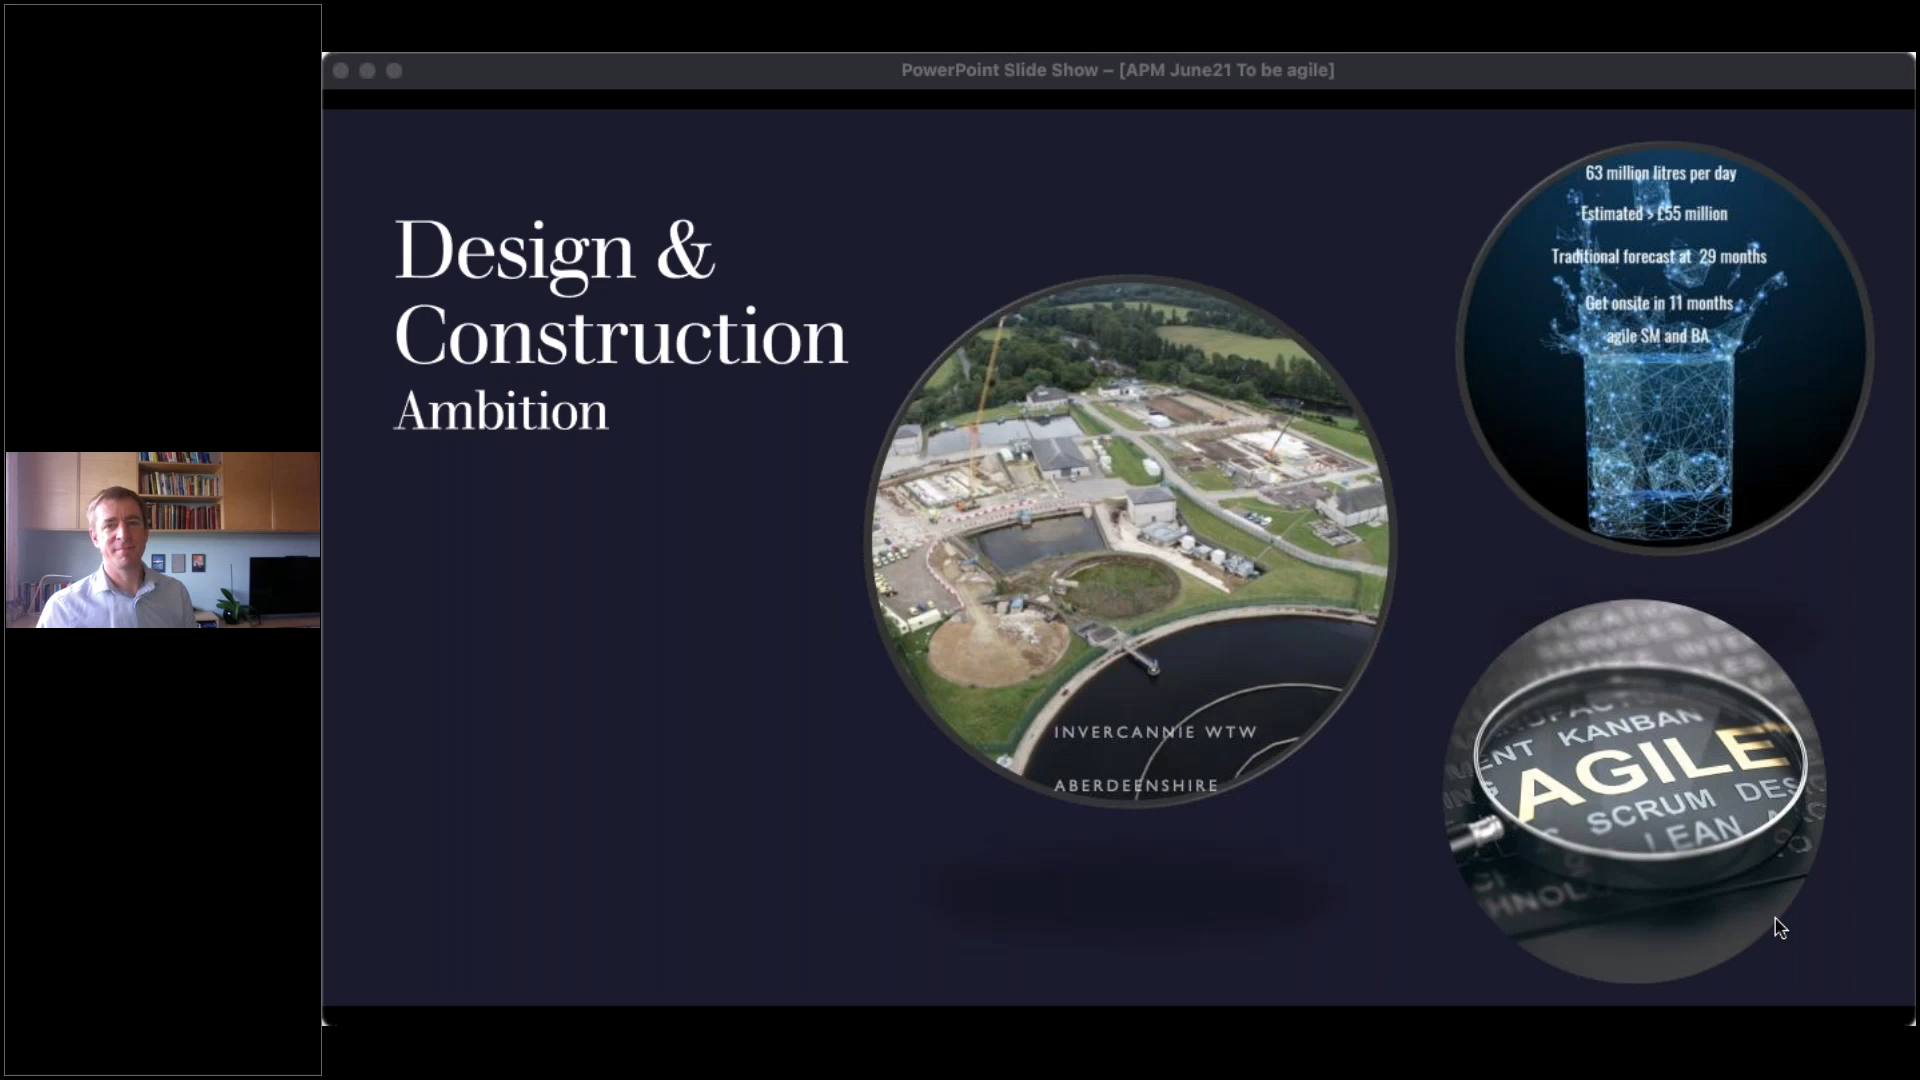 PowerPoint Slide Show – [APM June21 To be agile]
Design &
Construction
Ambition
63 million litres per day
Estimated > £55 million
Traditional forecast at 29 months
Get onsite in 11 months
agile SM and BA
INVERCANNIE WTW
ABERDEENSHIRE
KANBAN
AGILE
SCRUM
LEAN